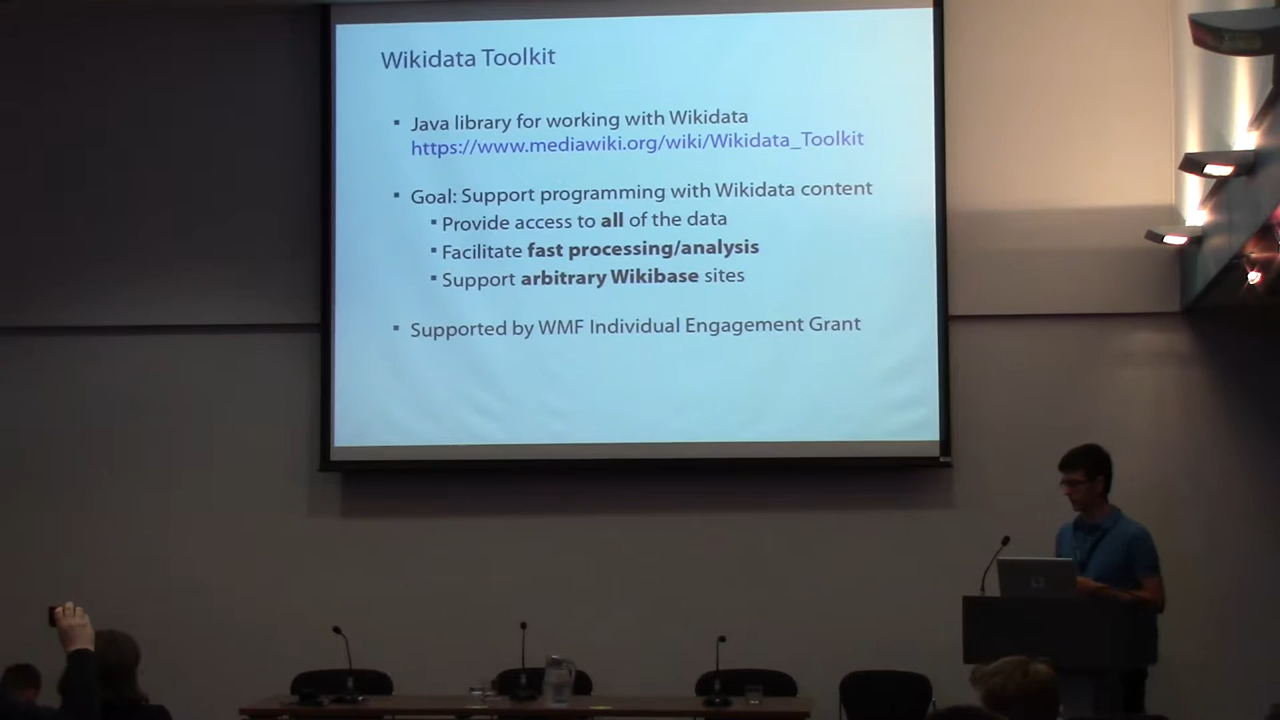 Wikidata Toolkit
▪ Java library for working with Wikidata
https://www.mediawiki.org/wiki/Wikidata_Toolkit
▪ Goal: Support programming with Wikidata content
▪ Provide access to all of the data
▪ Facilitate fast processing/analysis
▪ Support arbitrary Wikibase sites
▪ Supported by WMF Individual Engagement Grant